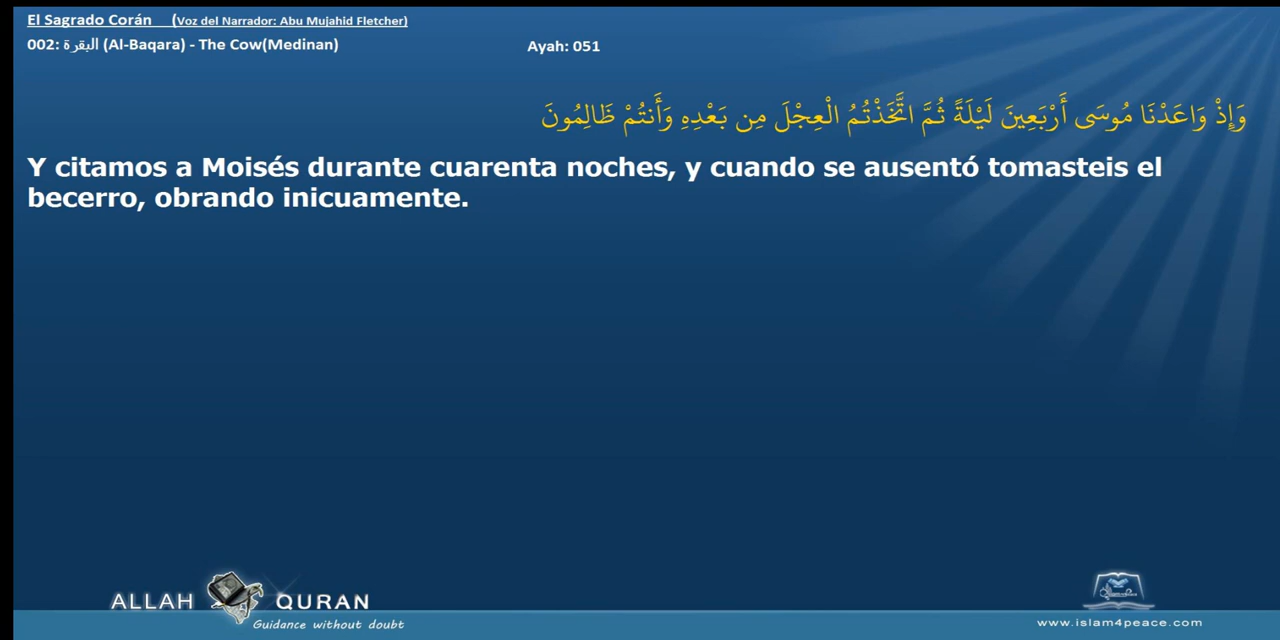 El Sagrado Corán (Voz del Narrador: Abu Mujahid Fletcher)
002: البقرة (Al-Baqara) - The Cow(Medinan)
Ayah: 051
وَإِذْ وَاعَدْنَا مُوسَى أَرْبَعِينَ لَيْلَةً ثُمَّ اتَّخَذْتُمُ الْعِجْلَ مِن بَعْدِهِ وَأَنتُمْ ظَالِمُونَ
Y citamos a Moisés durante cuarenta noches, y cuando se ausentó tomasteis el
becerro, obrando inicuamente.
ALLAH QURAN
Guidance without doubt
www.islam4peace.com